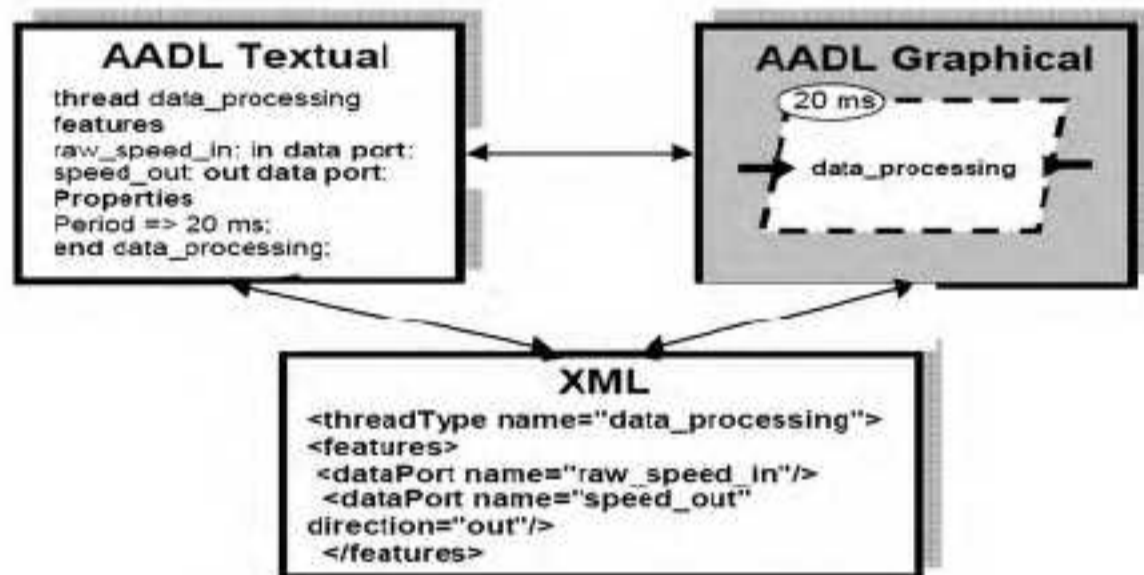 AADL Textual
thread data_processing
features
raw_speed_in: in data port;
speed_out: out data port;
Properties
Period => 20 ms;
end data_processing;
AADL Graphical
20 ms
data_processing
XML
<threadType name="data_processing">
<features>
<dataPort name="raw_speed_in"/>
<dataPort name="speed_out"
direction="out"/>
</features>